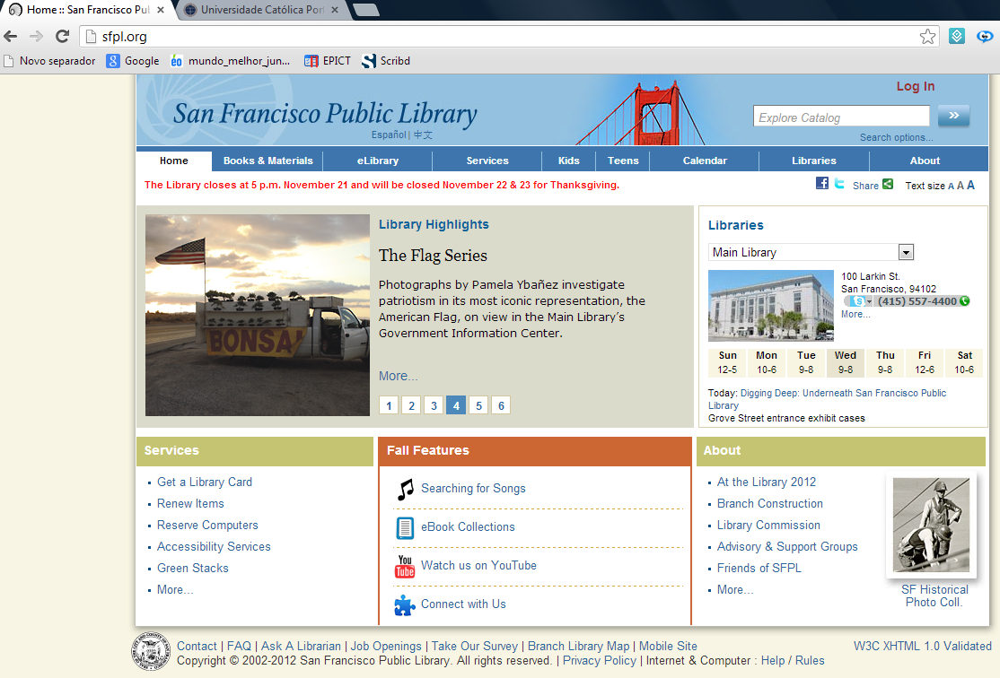 Home :: San Francisco Pul
Universidade Católica Por
sfpl.org
Novo separador
Google
mundo_melhor_jun...
EPICT
Scribd
Log In
San Francisco Public Library
Español | 中文
Explore Catalog
»
Search options...
Home
Books & Materials
eLibrary
Services
Kids
Teens
Calendar
Libraries
About
The Library closes at 5 p.m. November 21 and will be closed November 22 & 23 for Thanksgiving.
Share
Text size A A A
BONSA
Library Highlights
The Flag Series
Photographs by Pamela Ybañez investigate
patriotism in its most iconic representation, the
American Flag, on view in the Main Library's
Government Information Center.
More...
1 2 3 4 5 6
Libraries
Main Library
100 Larkin St.
San Francisco, 94102
(415) 557-4400
More...
Sun Mon Tue Wed Thu Fri Sat
12-5 10-6 9-8 9-8 9-8 12-6 10-6
Today: Digging Deep: Underneath San Francisco Public
Library
Grove Street entrance exhibit cases
Services
Get a Library Card
Renew Items
Reserve Computers
Accessibility Services
Green Stacks
More...
Fall Features
Searching for Songs
eBook Collections
You
Tube
Watch us on YouTube
Connect with Us
About
At the Library 2012
Branch Construction
Library Commission
Advisory & Support Groups
Friends of SFPL
More...
SF Historical
Photo Coll.
Contact | FAQ | Ask A Librarian | Job Openings | Take Our Survey | Branch Library Map | Mobile Site
W3C XHTML 1.0 Validated
Copyright © 2002-2012 San Francisco Public Library. All rights reserved. | Privacy Policy | Internet & Computer : Help / Rules